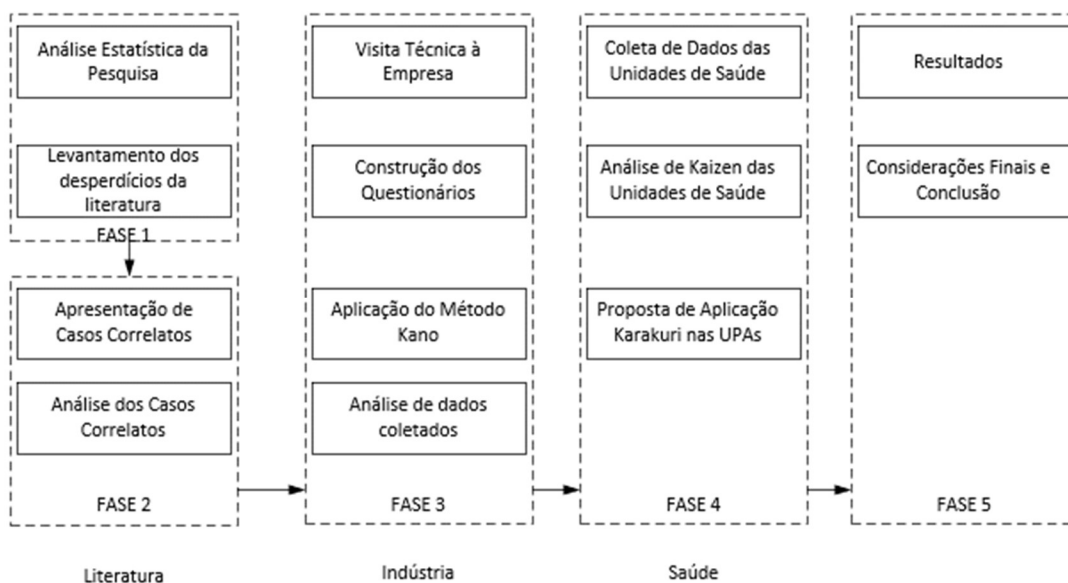 Análise Estatística da
Pesquisa
Levantamento dos
desperdícios da
literatura
FASE 1
Apresentação de
Casos Correlatos
Análise dos Casos
Correlatos
FASE 2
Literatura
Visita Técnica à
Empresa
Construção dos
Questionários
Aplicação do Método
Kano
Análise de dados
coletados
FASE 3
Indústria
Coleta de Dados das
Unidades de Saúde
Análise de Kaizen das
Unidades de Saúde
Proposta de Aplicação
Karakuri nas UPAs
FASE 4
Saúde
Resultados
Considerações Finais e
Conclusão
FASE 5